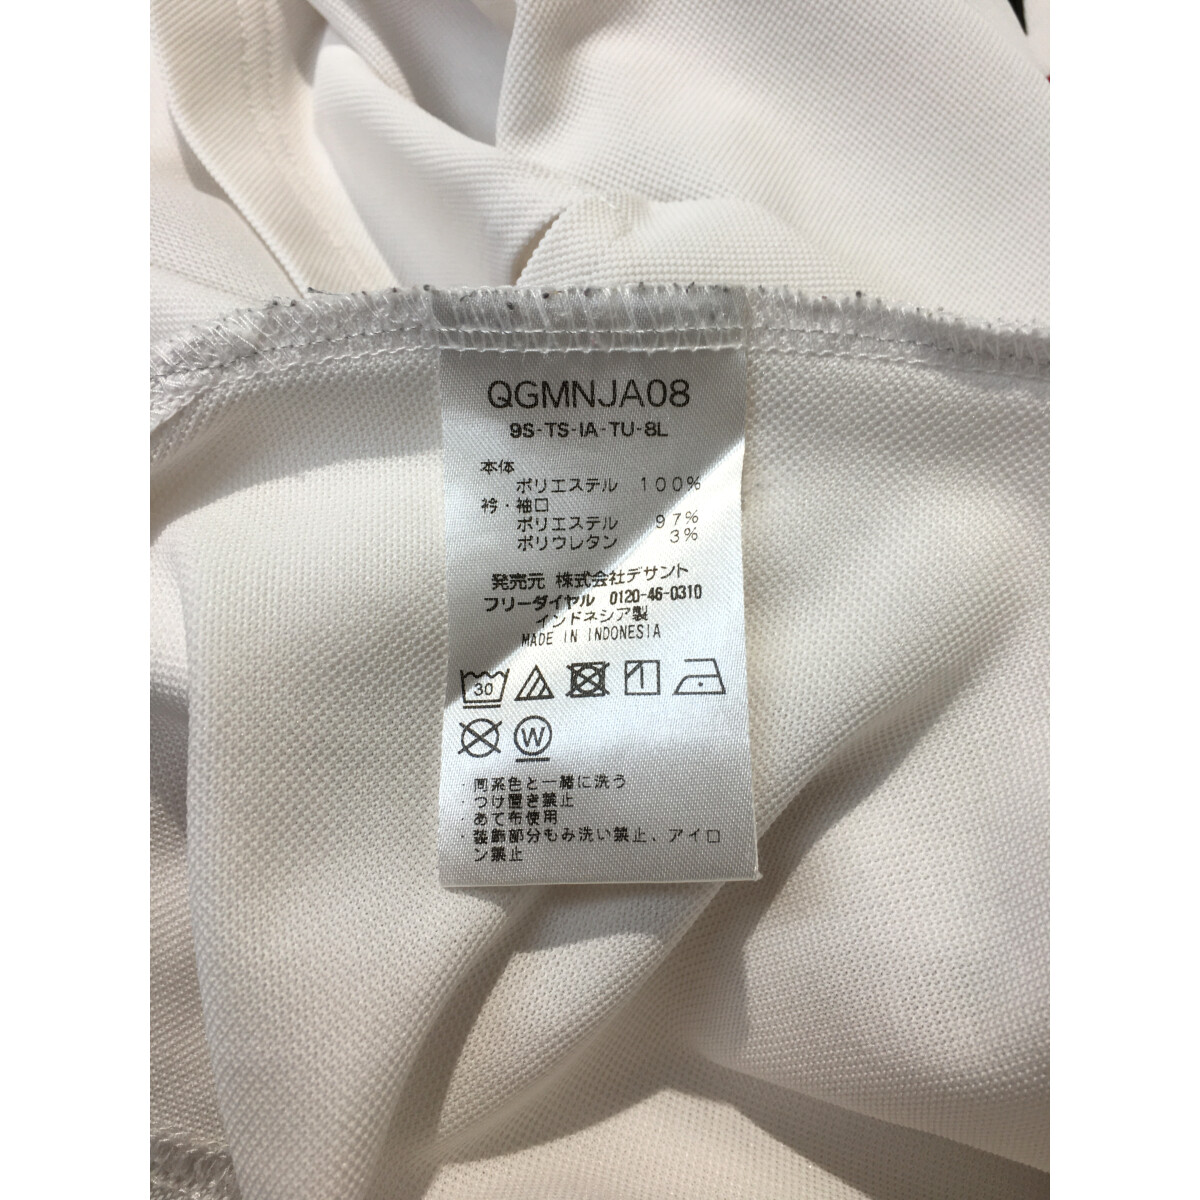 QGMNJA08
9S-TS-IA-TU-8L
本体
ポリエステル 100%
衿・袖口
ポリエステル 97%
ポリウレタン 3%
発売元 株式会社デサント
フリーダイヤル 0120-46-0310
インドネシア製
MADE IN INDONESIA
30
W
・同系色と一緒に洗う
・つけ置き禁止
・あて布使用
・装飾部分もみ洗い禁止、アイロ
ン禁止